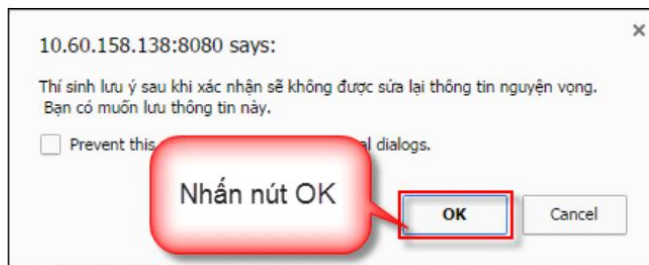 10.60.158.138:8080 says:
Thí sinh lưu ý sau khi xác nhận sẽ không được sửa lại thông tin nguyện vọng.
Bạn có muốn lưu thông tin này.
Prevent this al dialogs.
Nhấn nút OK
OK
Cancel